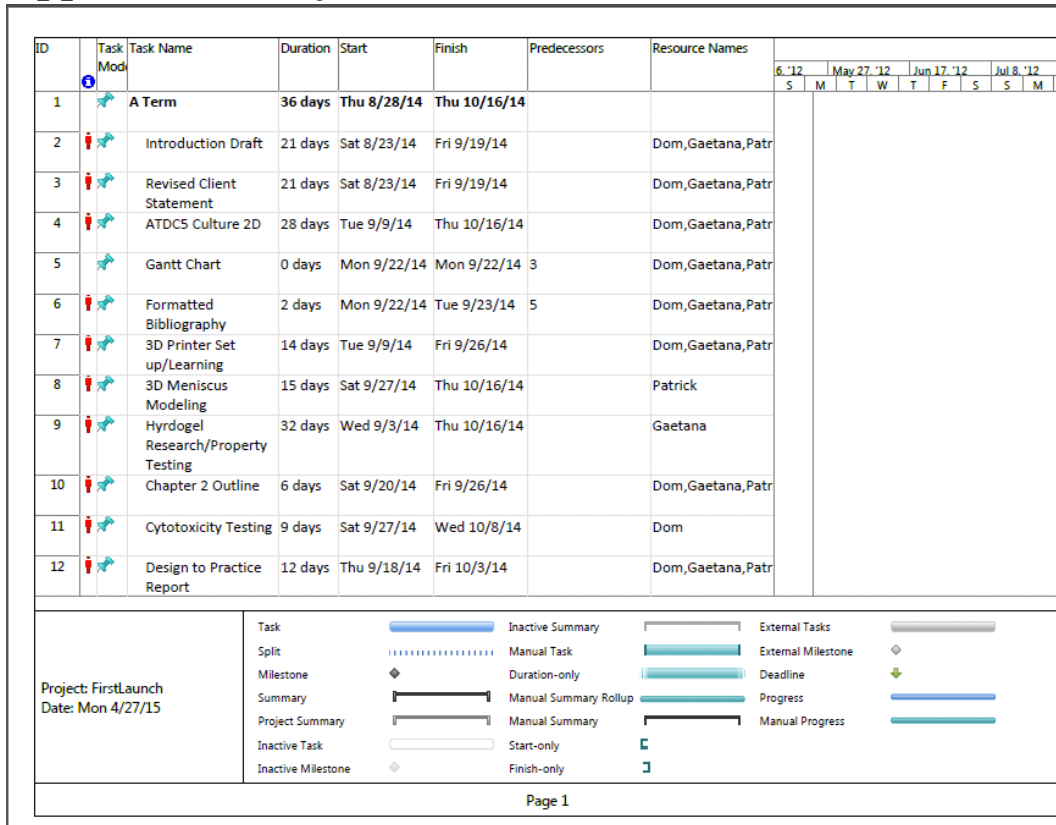 ID Task Mode Task Name Duration Start Finish Predecessors Resource Names
6, '12 May 27, '12 Jun 17, '12 Jul 8, '12
S M T W T F S S M
1 A Term 36 days Thu 8/28/14 Thu 10/16/14
2 Introduction Draft 21 days Sat 8/23/14 Fri 9/19/14 Dom,Gaetana,Patr
3 Revised Client 21 days Sat 8/23/14 Fri 9/19/14 Dom,Gaetana,Patr
Statement
4 ATDC5 Culture 2D 28 days Tue 9/9/14 Thu 10/16/14 Dom,Gaetana,Patr
5 Gantt Chart 0 days Mon 9/22/14 Mon 9/22/14 3 Dom,Gaetana,Patr
6 Formatted 2 days Mon 9/22/14 Tue 9/23/14 5 Dom,Gaetana,Patr
Bibliography
7 3D Printer Set 14 days Tue 9/9/14 Fri 9/26/14 Dom,Gaetana,Patr
up/Learning
8 3D Meniscus 15 days Sat 9/27/14 Thu 10/16/14 Patrick
Modeling
9 Hyrdogel 32 days Wed 9/3/14 Thu 10/16/14 Gaetana
Research/Property
Testing
10 Chapter 2 Outline 6 days Sat 9/20/14 Fri 9/26/14 Dom,Gaetana,Patr
11 Cytotoxicity Testing 9 days Sat 9/27/14 Wed 10/8/14 Dom
12 Design to Practice 12 days Thu 9/18/14 Fri 10/3/14 Dom,Gaetana,Patr
Report
Project: FirstLaunch
Date: Mon 4/27/15
Task Inactive Summary External Tasks
Split Manual Task External Milestone
Milestone Duration-only Deadline
Summary Manual Summary Rollup Progress
Project Summary Manual Summary Manual Progress
Inactive Task Start-only
Inactive Milestone Finish-only
Page 1